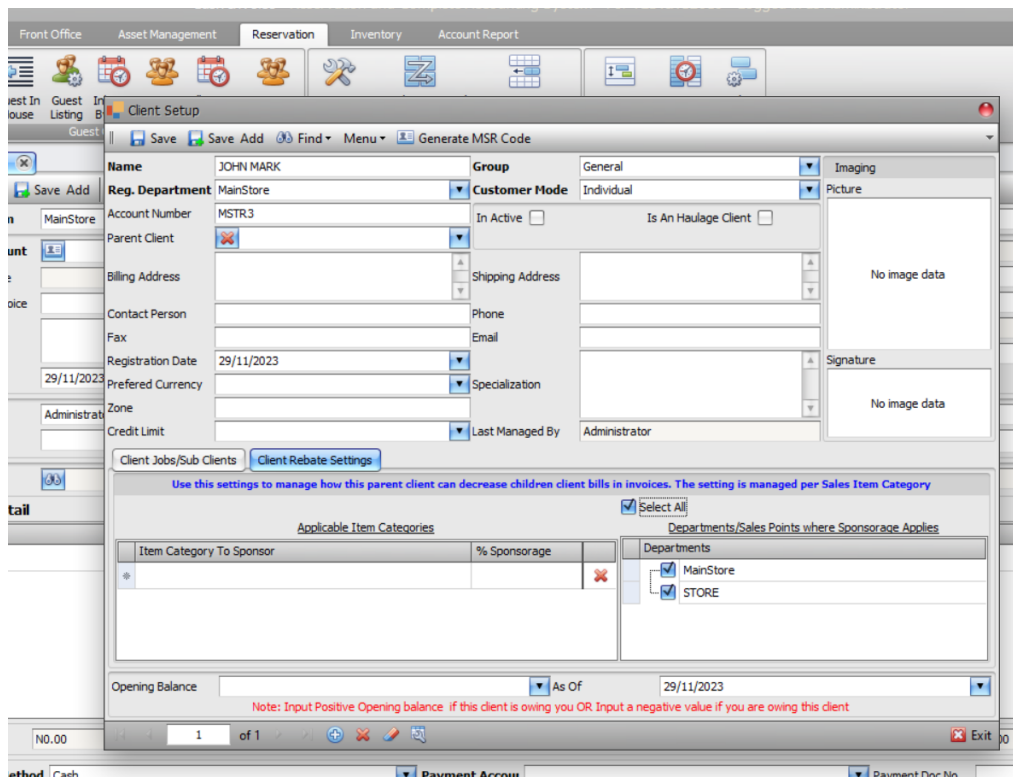 Front Office Asset Management Reservation Inventory Account Report
Guest Listing
Guest
Client Setup
Save Save Add Find Menu Generate MSR Code
Name JOHN MARK Group General Imaging
Save Add Reg. Department MainStore Customer Mode Individual Picture
MainStore Account Number MSTR3 In Active Is An Haulage Client
Parent Client
Billing Address Shipping Address No image data
Contact Person Phone
Fax Email
Registration Date 29/11/2023 Signature
29/11/2023 Prefered Currency Specialization
Zone No image data
Credit Limit Last Managed By Administrator
Client Jobs/Sub Clients Client Rebate Settings
Use this settings to manage how this parent client can decrease children client bills in invoices. The setting is managed per Sales Item Category
Select All
Applicable Item Categories Departments/Sales Points where Sponsorage Applies
Item Category To Sponsor % Sponsorage Departments
MainStore
STORE
Opening Balance As Of 29/11/2023
Note: Input Positive Opening balance if this client is owing you OR Input a negative value if you are owing this client
N0.00 1 of 1 Exit
Cash Payment Accou Payment Doc No